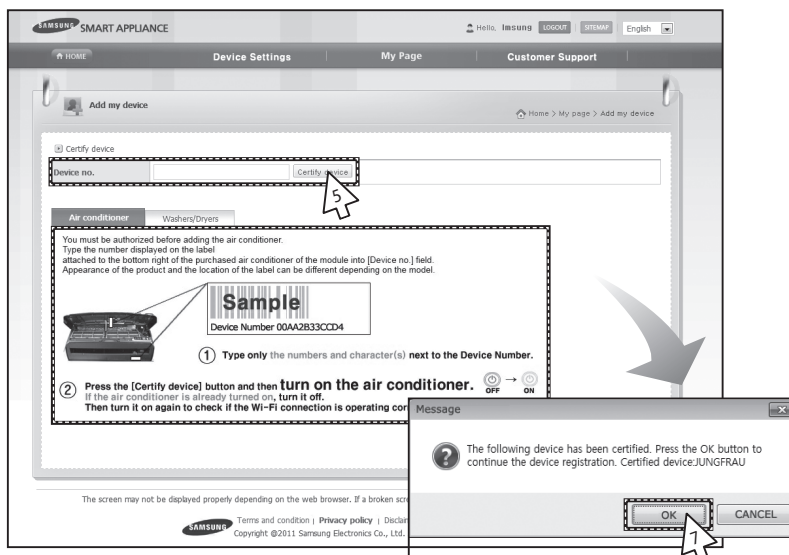 SAMSUNG SMART APPLIANCE
Hello, Imsung LOGOUT SITEMAP English
HOME Device Settings My Page Customer Support
Add my device
Home > My page > Add my device
Certify device
Device no. Certify device
5
Air conditioner Washers/Dryers
You must be authorized before adding the air conditioner.
Type the number displayed on the label
attached to the bottom right of the purchased air conditioner of the module into [Device no.] field.
Appearance of the product and the location of the label can be different depending on the model.
Sample
Device Number 00AA2B33CCD4
① Type only the numbers and character(s) next to the Device Number.
② Press the [Certify device] button and then turn on the air conditioner.
OFF → ON
If the air conditioner is already turned on, turn it off.
Then turn it on again to check if the Wi-Fi connection is operating
Message
The following device has been certified. Press the OK button to
continue the device registration. Certified device:JUNGFRAU
OK CANCEL
7
The screen may not be displayed properly depending on the web browser. If a broken
SAMSUNG
Terms and condition | Privacy policy |
Copyright @2011 Samsung Electronics Co., Ltd.